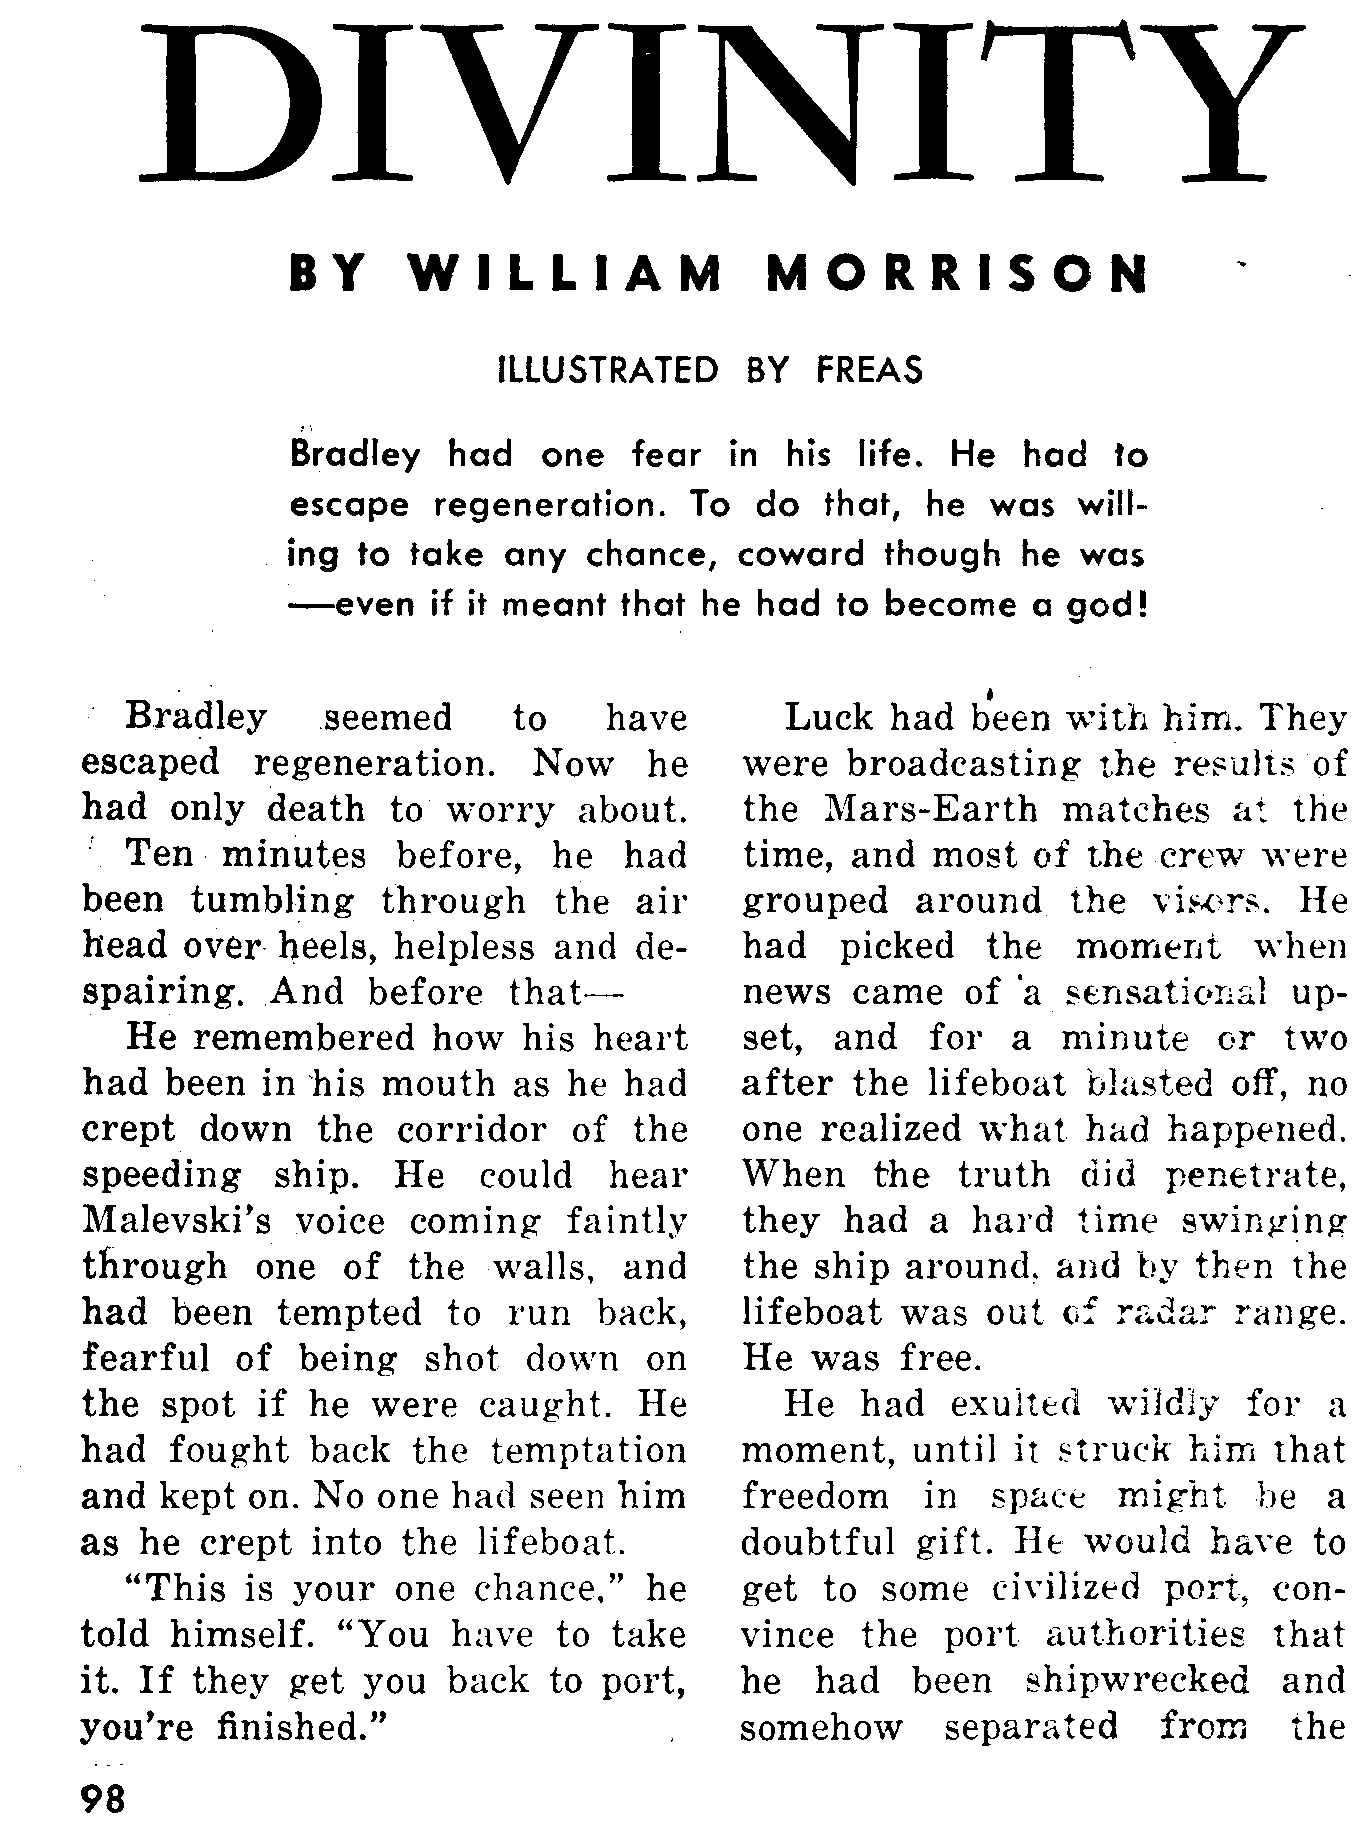 DIVINITY
BY WILLIAM MORRISON
ILLUSTRATED BY FREAS
Bradley had one fear in his life. He had to
escape regeneration. To do that, he was will-
ing to take any chance, coward though he was
—even if it meant that he had to become a god!
Bradley seemed to have
escaped regeneration. Now he
had only death to worry about.
Ten minutes before, he had
been tumbling through the air
head over heels, helpless and de-
spairing. And before that—
He remembered how his heart
had been in his mouth as he had
crept down the corridor of the
speeding ship. He could hear
Malevski's voice coming faintly
through one of the walls, and
had been tempted to run back,
fearful of being shot down on
the spot if he were caught. He
had fought back the temptation
and kept on. No one had seen him
as he crept into the lifeboat.
“This is your one chance,” he
told himself. “You have to take
it. If they get you back to port,
you're finished.”
98
Luck had been with him. They
were broadcasting the results of
the Mars-Earth matches at the
time, and most of the crew were
grouped around the visors. He
had picked the moment when
news came of a sensational up-
set, and for a minute or two
after the lifeboat blasted off, no
one realized what had happened.
When the truth did penetrate,
they had a hard time swinging
the ship around, and by then the
lifeboat was out of radar range.
He was free.
He had exulted wildly for a
moment, until it struck him that
freedom in space might be a
doubtful gift. He would have to
get to some civilized port, con-
vince the port authorities that
he had been shipwrecked and
somehow separated from the